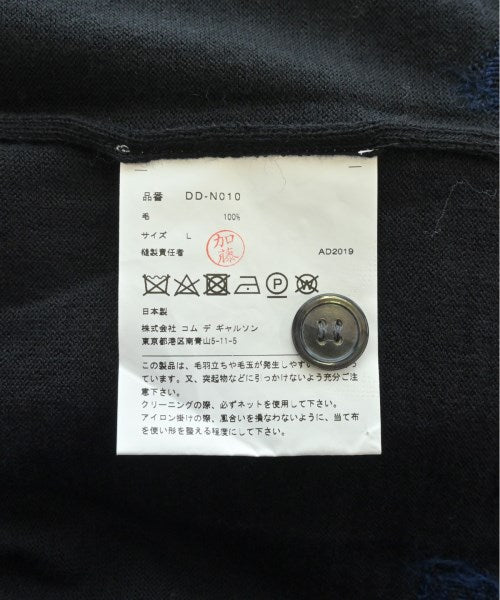 品番 DD-N010
毛 100%
サイズ L
縫製責任者 加藤 AD2019
P W
日本製
株式会社 コム デ ギャルソン
東京都港区南青山5-11-5
この製品は、毛羽立ちや毛玉が発生しやすい
ています。又、突起物などに引っかけないよう充分ご注
意下さい。
クリーニングの際、必ずネットを使用して下さい。
アイロン掛けの際、風合いを損なわないように、当て布
を使い形を整える程度にして下さい。